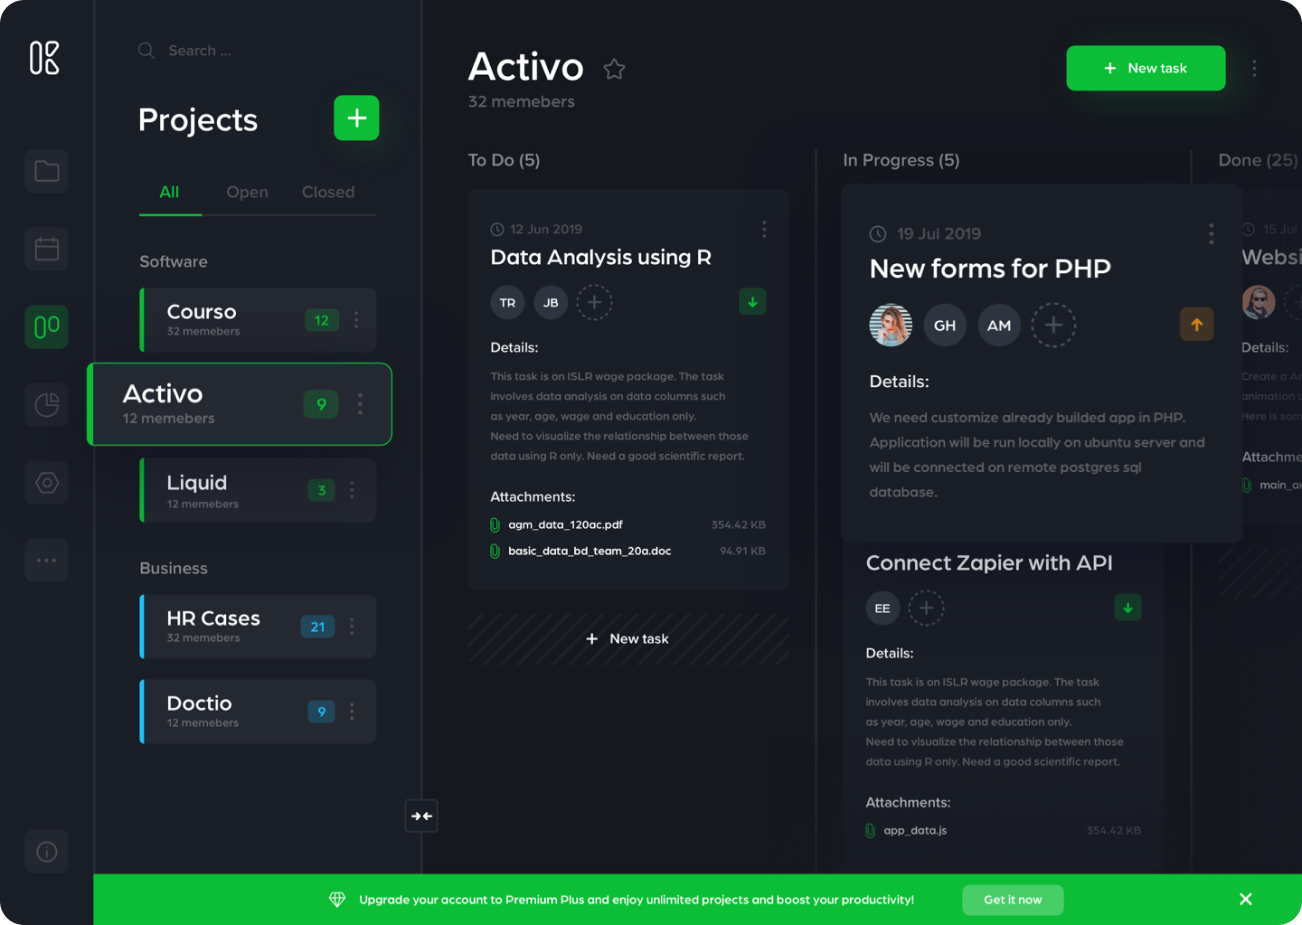 Search ...
Projects
All
Open
Closed
Software
Courso
32 memebers
12
Activo
12 memebers
9
Liquid
12 memebers
3
Business
HR Cases
32 memebers
21
Doctio
12 memebers
9
Activo
32 memebers
New task
To Do (5)
12 Jun 2019
Data Analysis using R
TR
JB
Details:
This task is on ISLR wage package. The task
involves data analysis on data columns such
as year, age, wage and education only.
Need to visualize the relationship between those
data using R only. Need a good scientific report.
Attachments:
agm_data_120ac.pdf 354.42 KB
basic_data_bd_team_20a.doc 94.91 KB
New task
In Progress (5)
19 Jul 2019
New forms for PHP
GH
AM
Details:
We need customize already builded app in PHP.
Application will be run locally on ubuntu server and
will be connected on remote postgres sql
database.
Connect Zapier with API
EE
Details:
This task is on ISLR wage package. The task
involves data analysis on data columns such
as year, age, wage and education only.
Need to visualize the relationship between those
data using R only. Need a good scientific report.
Attachments:
app_data.js 354.42 KB
Done (25)
15 Jul
Websi
Details:
Create a An
animation
Here is som
Attachme
main_an
Upgrade your account to Premium Plus and enjoy unlimited projects and boost your productivity!
Get it now